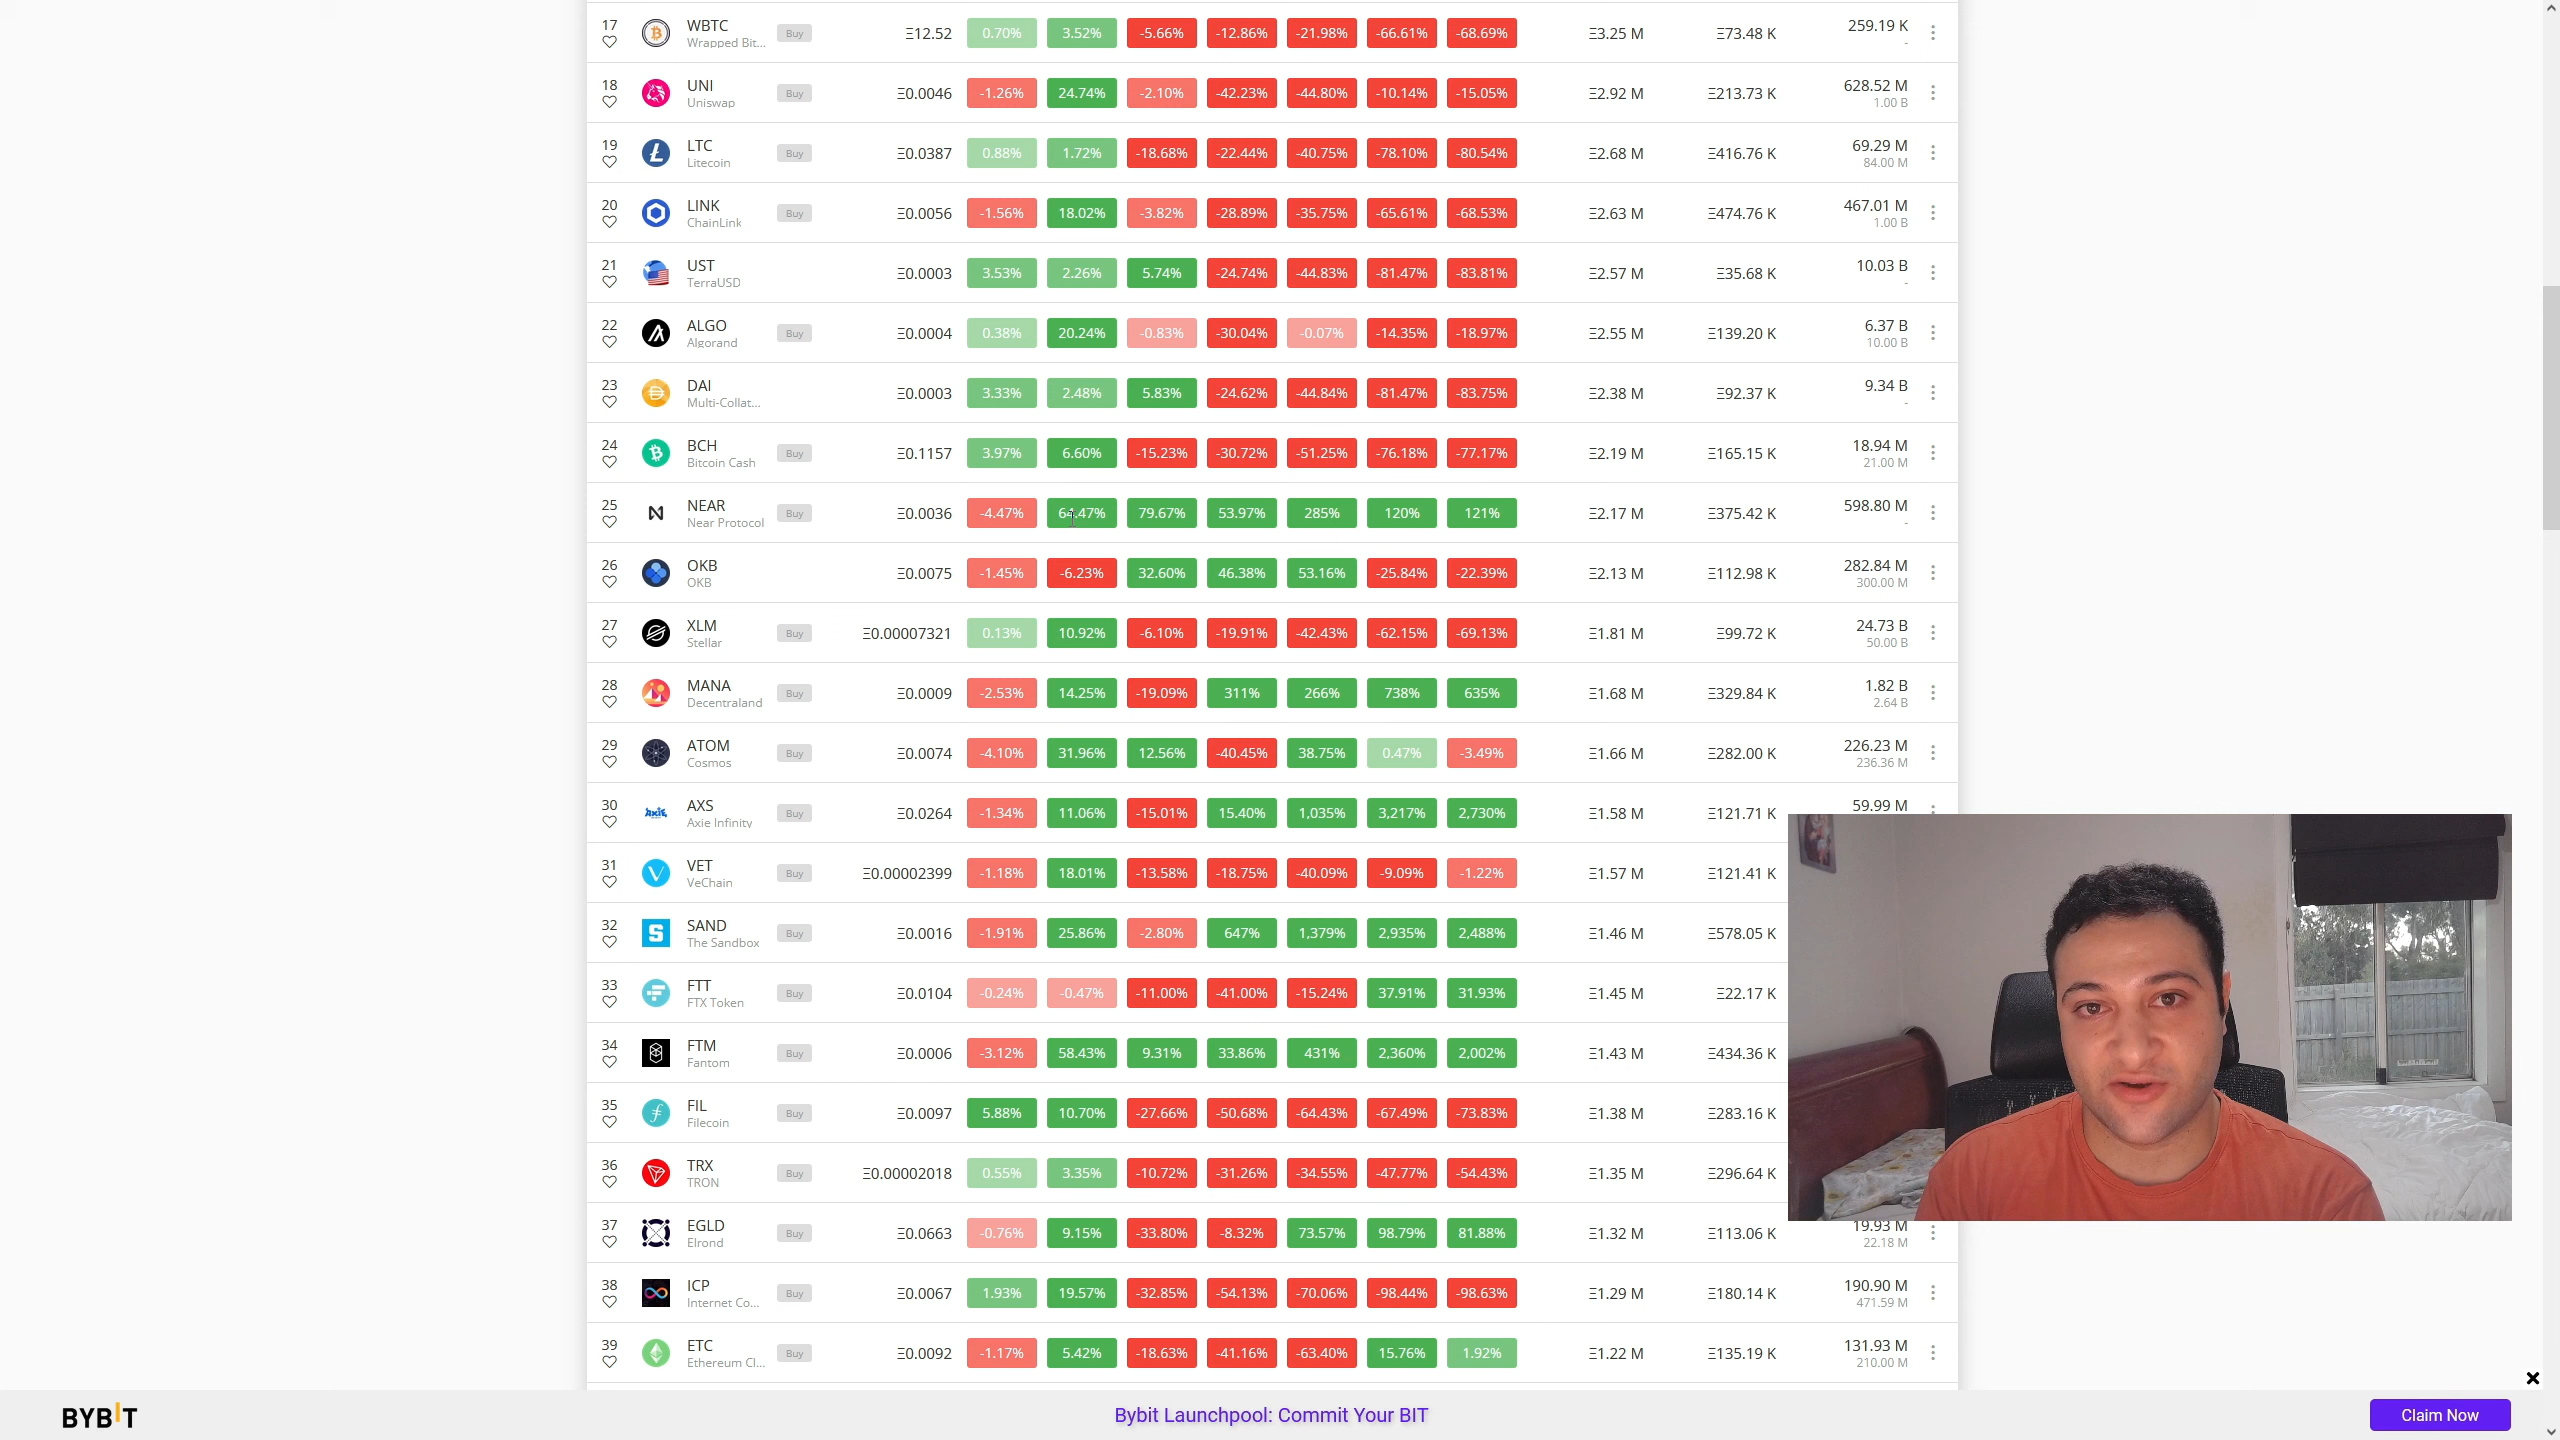 17 WBTC Wrapped Bit... Buy Ξ12.52 0.70% 3.52% -5.66% -12.86% -21.98% -66.61% -68.69% Ξ3.25 M Ξ73.48 K 259.19 K -
18 UNI Uniswap Buy Ξ0.0046 -1.26% 24.74% -2.10% -42.23% -44.80% -10.14% -15.05% Ξ2.92 M Ξ213.73 K 628.52 M 1.00 B
19 LTC Litecoin Buy Ξ0.0387 0.88% 1.72% -18.68% -22.44% -40.75% -78.10% -80.54% Ξ2.68 M Ξ416.76 K 69.29 M 84.00 M
20 LINK ChainLink Buy Ξ0.0056 -1.56% 18.02% -3.82% -28.89% -35.75% -65.61% -68.53% Ξ2.63 M Ξ474.76 K 467.01 M 1.00 B
21 UST TerraUSD Ξ0.0003 3.53% 2.26% 5.74% -24.74% -44.83% -81.47% -83.81% Ξ2.57 M Ξ35.68 K 10.03 B -
22 ALGO Algorand Buy Ξ0.0004 0.38% 20.24% -0.83% -30.04% -0.07% -14.35% -18.97% Ξ2.55 M Ξ139.20 K 6.37 B 10.00 B
23 DAI Multi-Collat... Ξ0.0003 3.33% 2.48% 5.83% -24.62% -44.84% -81.47% -83.75% Ξ2.38 M Ξ92.37 K 9.34 B -
24 BCH Bitcoin Cash Buy Ξ0.1157 3.97% 6.60% -15.23% -30.72% -51.25% -76.18% -77.17% Ξ2.19 M Ξ165.15 K 18.94 M 21.00 M
25 NEAR Near Protocol Buy Ξ0.0036 -4.47% 79.67% 53.97% 285% 120% 121% Ξ2.17 M Ξ375.42 K 598.80 M -
26 OKB OKB Buy Ξ0.0075 -1.45% -6.23% 32.60% 46.38% 53.16% -25.84% -22.39% Ξ2.13 M Ξ112.98 K 282.84 M 300.00 M
27 XLM Stellar Buy Ξ0.00007321 0.13% 10.92% -6.10% -19.91% -42.43% -62.15% -69.13% Ξ1.81 M Ξ99.72 K 24.73 B 50.00 B
28 MANA Decentraland Buy Ξ0.0009 -2.53% 14.25% -19.09% 311% 266% 738% 635% Ξ1.68 M Ξ329.84 K 1.82 B 2.64 B
29 ATOM Cosmos Buy Ξ0.0074 -4.10% 31.96% 12.56% -40.45% 38.75% 0.47% -3.49% Ξ1.66 M Ξ282.00 K 226.23 M 236.36 M
30 AXS Axie Infinity Buy Ξ0.0264 -1.34% 11.06% -15.01% 15.40% 1,035% 3,217% 2,730% Ξ1.58 M Ξ121.71 K 59.99 M
31 VET VeChain Buy Ξ0.00002399 -1.18% 18.01% -13.58% -18.75% -40.09% -9.09% -1.22% Ξ1.57 M Ξ121.41 K
32 SAND The Sandbox Buy Ξ0.0016 -1.91% 25.86% -2.80% 647% 1,379% 2,935% 2,488% Ξ1.46 M Ξ578.05 K
33 FTT FTX Token Buy Ξ0.0104 -0.24% -0.47% -11.00% -41.00% -15.24% 37.91% 31.93% Ξ1.45 M Ξ22.17 K
34 FTM Fantom Buy Ξ0.0006 -3.12% 58.43% 9.31% 33.86% 431% 2,360% 2,002% Ξ1.43 M Ξ434.36 K
35 FIL Filecoin Buy Ξ0.0097 5.88% 10.70% -27.66% -50.68% -64.43% -67.49% -73.83% Ξ1.38 M Ξ283.16 K
36 TRX TRON Buy Ξ0.00002018 0.55% 3.35% -10.72% -31.26% -34.55% -47.77% -54.43% Ξ1.35 M Ξ296.64 K
37 EGLD Elrond Buy Ξ0.0663 -0.76% 9.15% -33.80% -8.32% 73.57% 98.79% 81.88% Ξ1.32 M Ξ113.06 K 19.93 M 22.18 M
38 ICP Internet Co... Buy Ξ0.0067 1.93% 19.57% -32.85% -54.13% -70.06% -98.44% -98.63% Ξ1.29 M Ξ180.14 K 190.90 M 471.59 M
39 ETC Ethereum Cl... Buy Ξ0.0092 -1.17% 5.42% -18.63% -41.16% -63.40% 15.76% 1.92% Ξ1.22 M Ξ135.19 K 131.93 M 210.00 M
BYBIT Bybit Launchpool: Commit Your BIT Claim Now